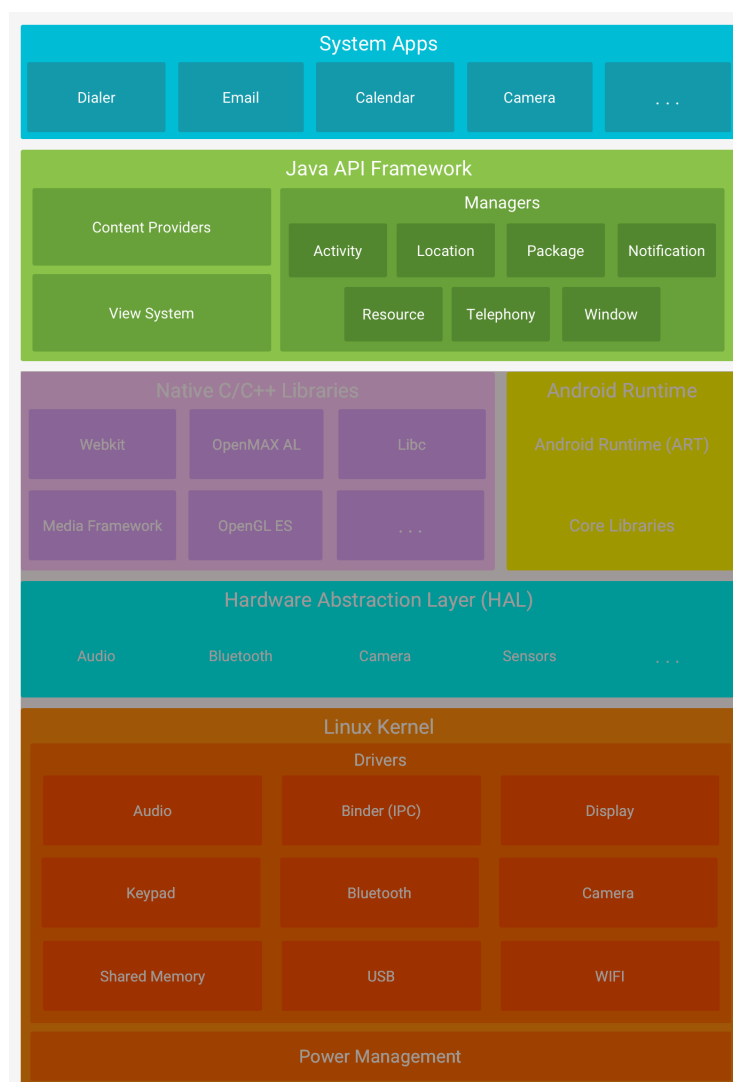 System Apps
Dialer Email Calendar Camera . . .
Java API Framework
Content Providers
View System
Managers
Activity Location Package Notification
Resource Telephony Window
Native C/C++ Libraries
Webkit OpenMAX AL Libc
Media Framework OpenGL ES . . .
Android Runtime
Android Runtime (ART)
Core Libraries
Hardware Abstraction Layer (HAL)
Audio Bluetooth Camera Sensors . . .
Linux Kernel
Drivers
Audio Binder (IPC) Display
Keypad Bluetooth Camera
Shared Memory USB WIFI
Power Management